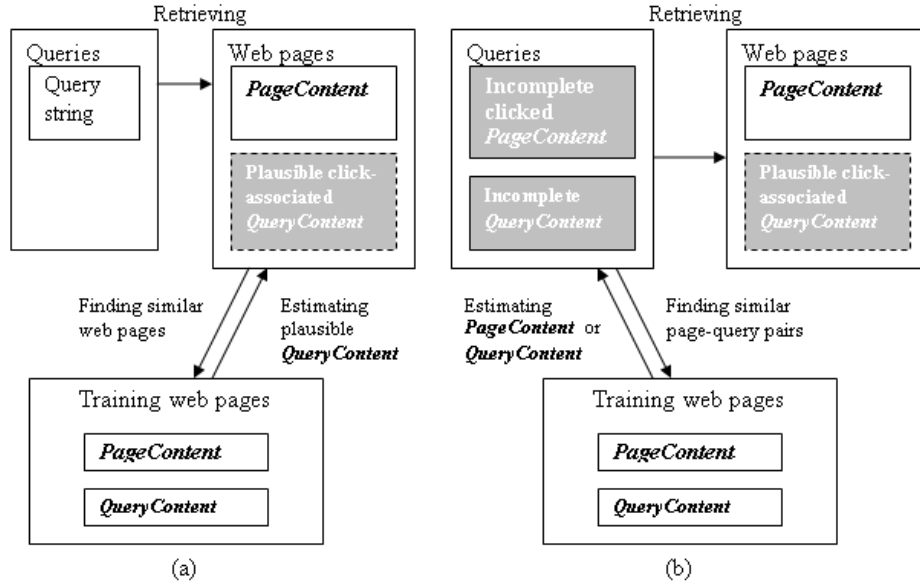 Retrieving
Queries
Query
string
Web pages
PageContent
Plausible click-
associated
QueryContent
Finding similar
web pages
Estimating
plausible
QueryContent
Training web pages
PageContent
QueryContent
(a)
Retrieving
Queries
Incomplete
clicked
PageContent
Incomplete
QueryContent
Web pages
PageContent
Plausible click-
associated
QueryContent
Estimating
PageContent or
QueryContent
Finding similar
page-query pairs
Training web pages
PageContent
QueryContent
(b)